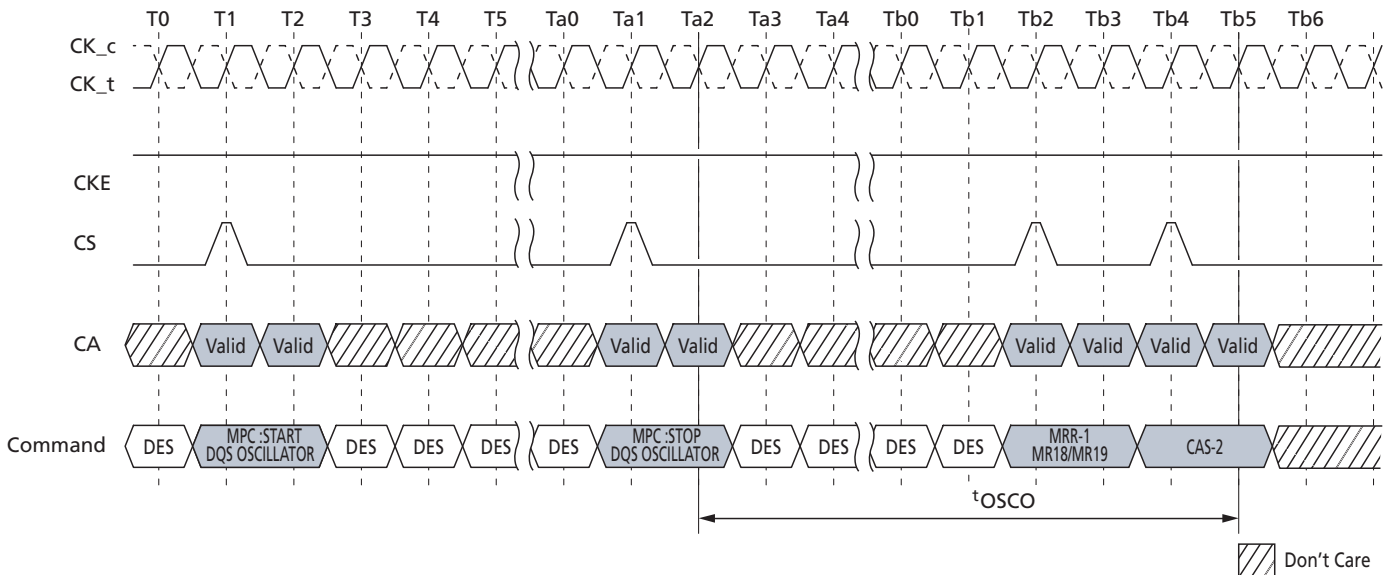 T0 T1 T2 T3 T4 T5 Ta0 Ta1 Ta2 Ta3 Ta4 Tb0 Tb1 Tb2 Tb3 Tb4 Tb5 Tb6
CK_c
CK_t
CKE
CS
CA Valid Valid Valid Valid Valid Valid Valid Valid
Command DES MPC :START DES DES DES DES MPC :STOP DES DES DES DES MRR-1 CAS-2
DQS OSCILLATOR DQS OSCILLATOR MR18/MR19
tOSCO
Don't Care